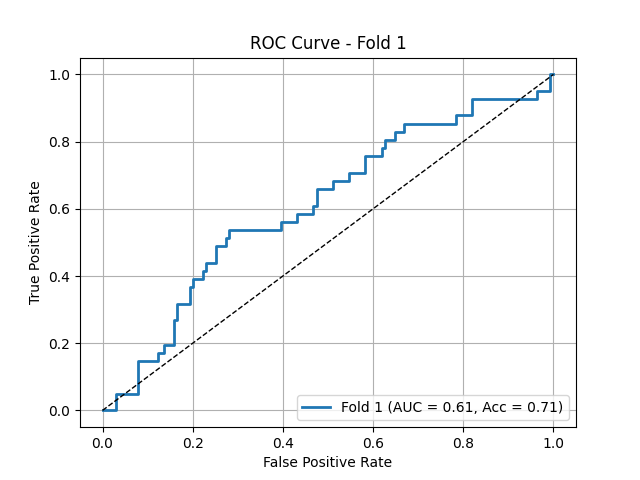 ROC Curve - Fold 1
True Positive Rate
1.0
0.8
0.6
0.4
0.2
0.0
Fold 1 (AUC = 0.61, Acc = 0.71)
0.0 0.2 0.4 0.6 0.8 1.0
False Positive Rate